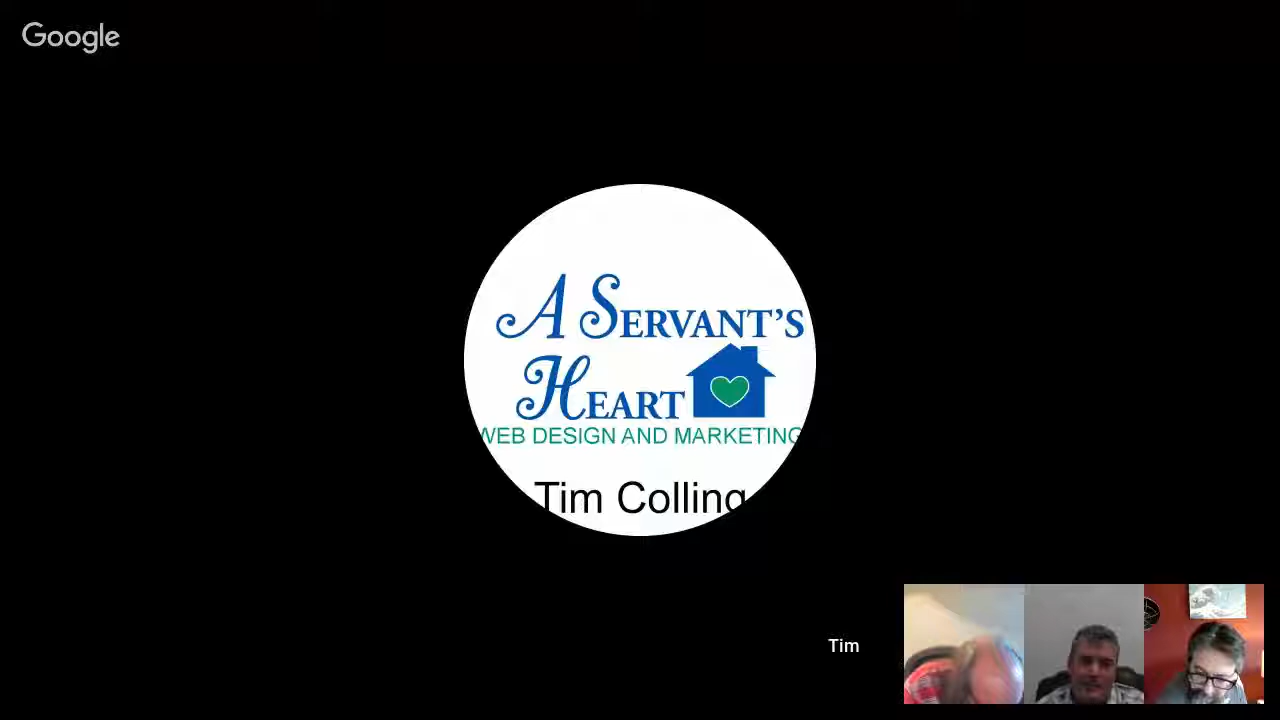 Google
A SERVANT'S
HEART
WEB DESIGN AND MARKETING
Tim Colling
Tim